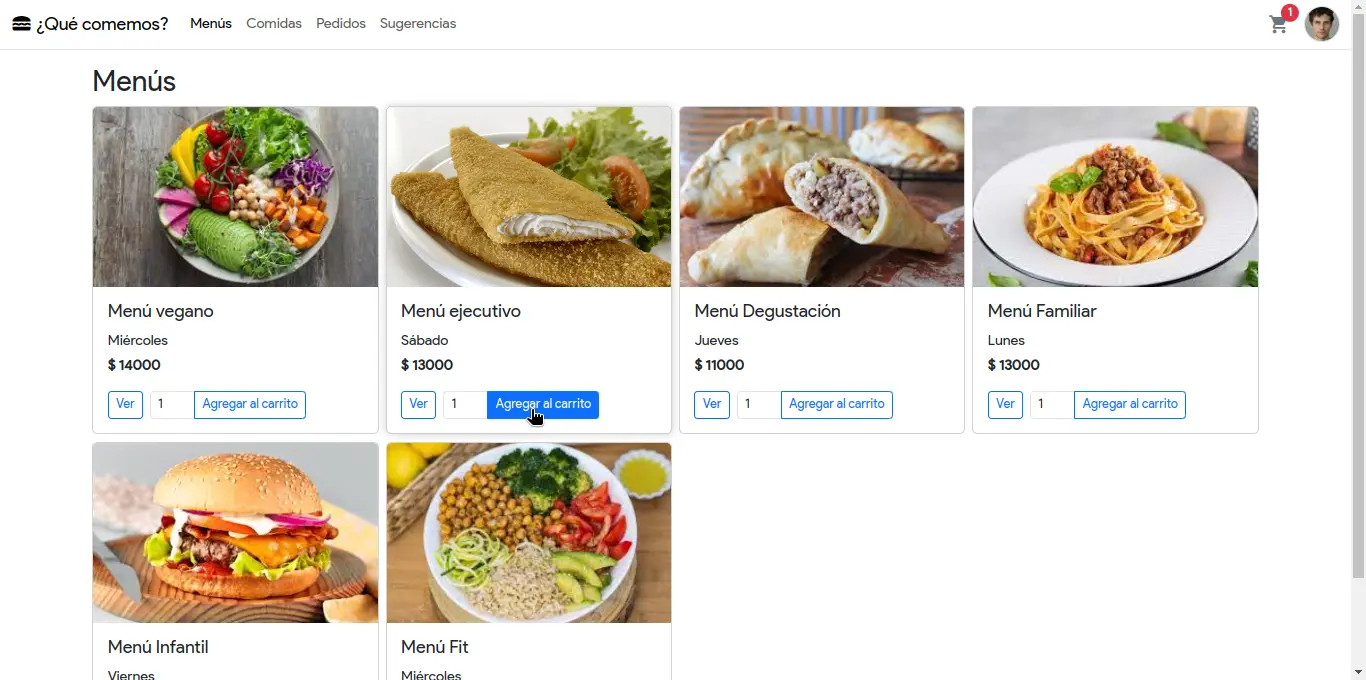 ¿Qué comemos? Menús Comidas Pedidos Sugerencias 1
Menús
Menú vegano
Miércoles
$ 14000
Ver 1 Agregar al carrito
Menú ejecutivo
Sábado
$ 13000
Ver 1 Agregar al carrito
Menú Degustación
Jueves
$ 11000
Ver 1 Agregar al carrito
Menú Familiar
Lunes
$ 13000
Ver 1 Agregar al carrito
Menú Infantil
Viernes
Menú Fit
Miércoles